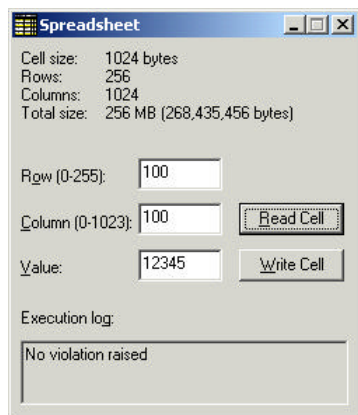 Spreadsheet
Cell size: 1024 bytes
Rows: 256
Columns: 1024
Total size: 256 MB (268,435,456 bytes)
Row (0-255): 100
Column (0-1023): 100 Read Cell
Value: 12345 Write Cell
Execution log:
No violation raised